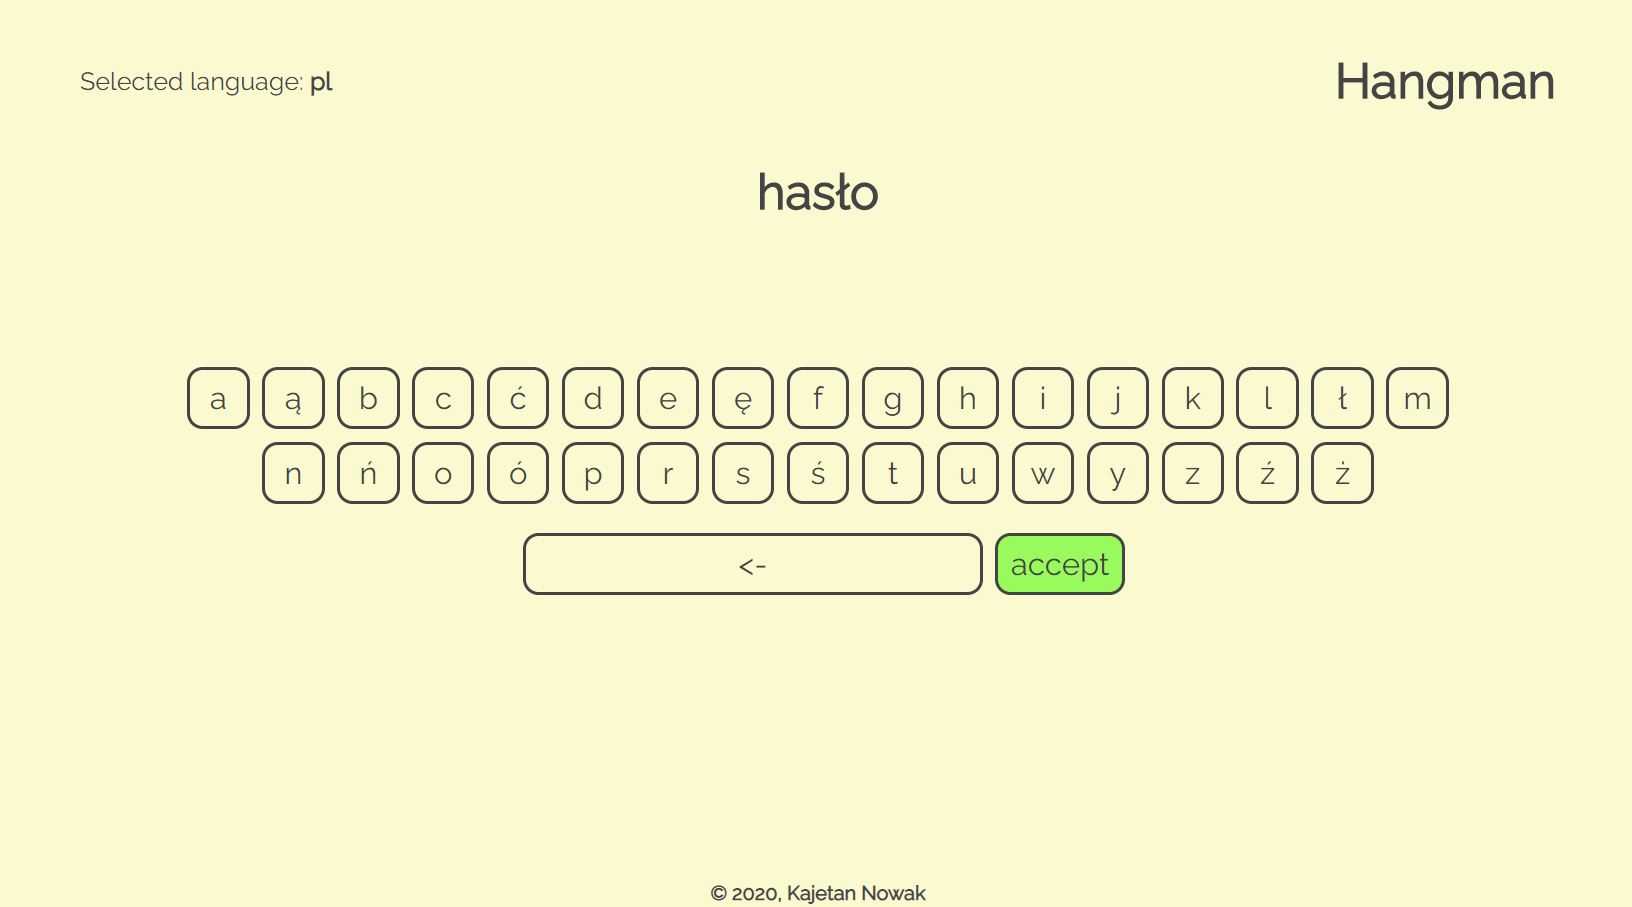 Selected language: pl
Hangman
hasło
a ą b c ć d e ę f g h i j k l ł m
n ń o ó p r s ś t u w y z ź ż
<- accept
© 2020, Kajetan Nowak